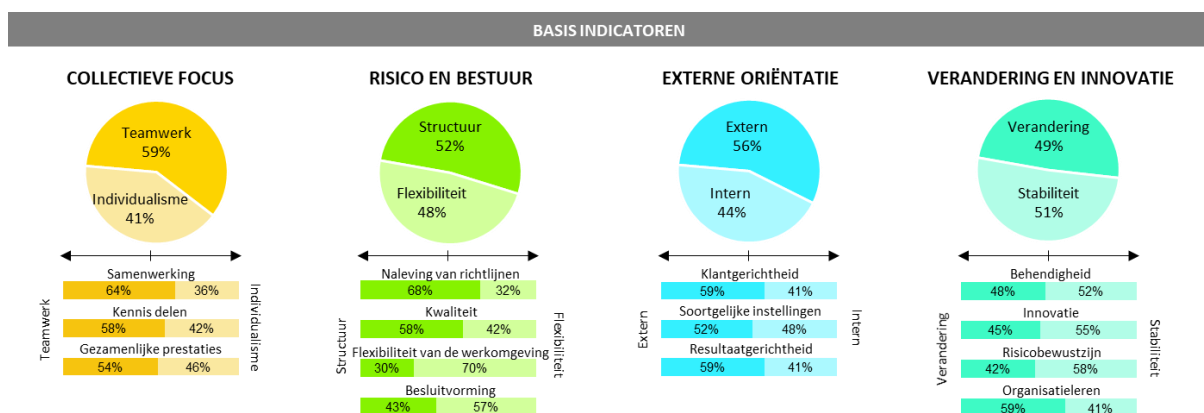 BASIS INDICATOREN
COLLECTIEVE FOCUS
Teamwerk
59%
Individualisme
41%
Samenwerking
64% 36%
Kennis delen
58% 42%
Gezamenlijke prestaties
54% 46%
Teamwerk
Individualisme
RISICO EN BESTUUR
Structuur
52%
Flexibiliteit
48%
Naleving van richtlijnen
68% 32%
Kwaliteit
58% 42%
Flexibiliteit van de werkomgeving
30% 70%
Besluitvorming
43% 57%
Structuur
Flexibiliteit
EXTERNE ORIËNTATIE
Extern
56%
Intern
44%
Klantgerichtheid
59% 41%
Soortgelijke instellingen
52% 48%
Resultaatgerichtheid
59% 41%
Extern
Intern
VERANDERING EN INNOVATIE
Verandering
49%
Stabiliteit
51%
Behendigheid
48% 52%
Innovatie
45% 55%
Risicobewustzijn
42% 58%
Organisatieleren
59% 41%
Verandering
Stabiliteit